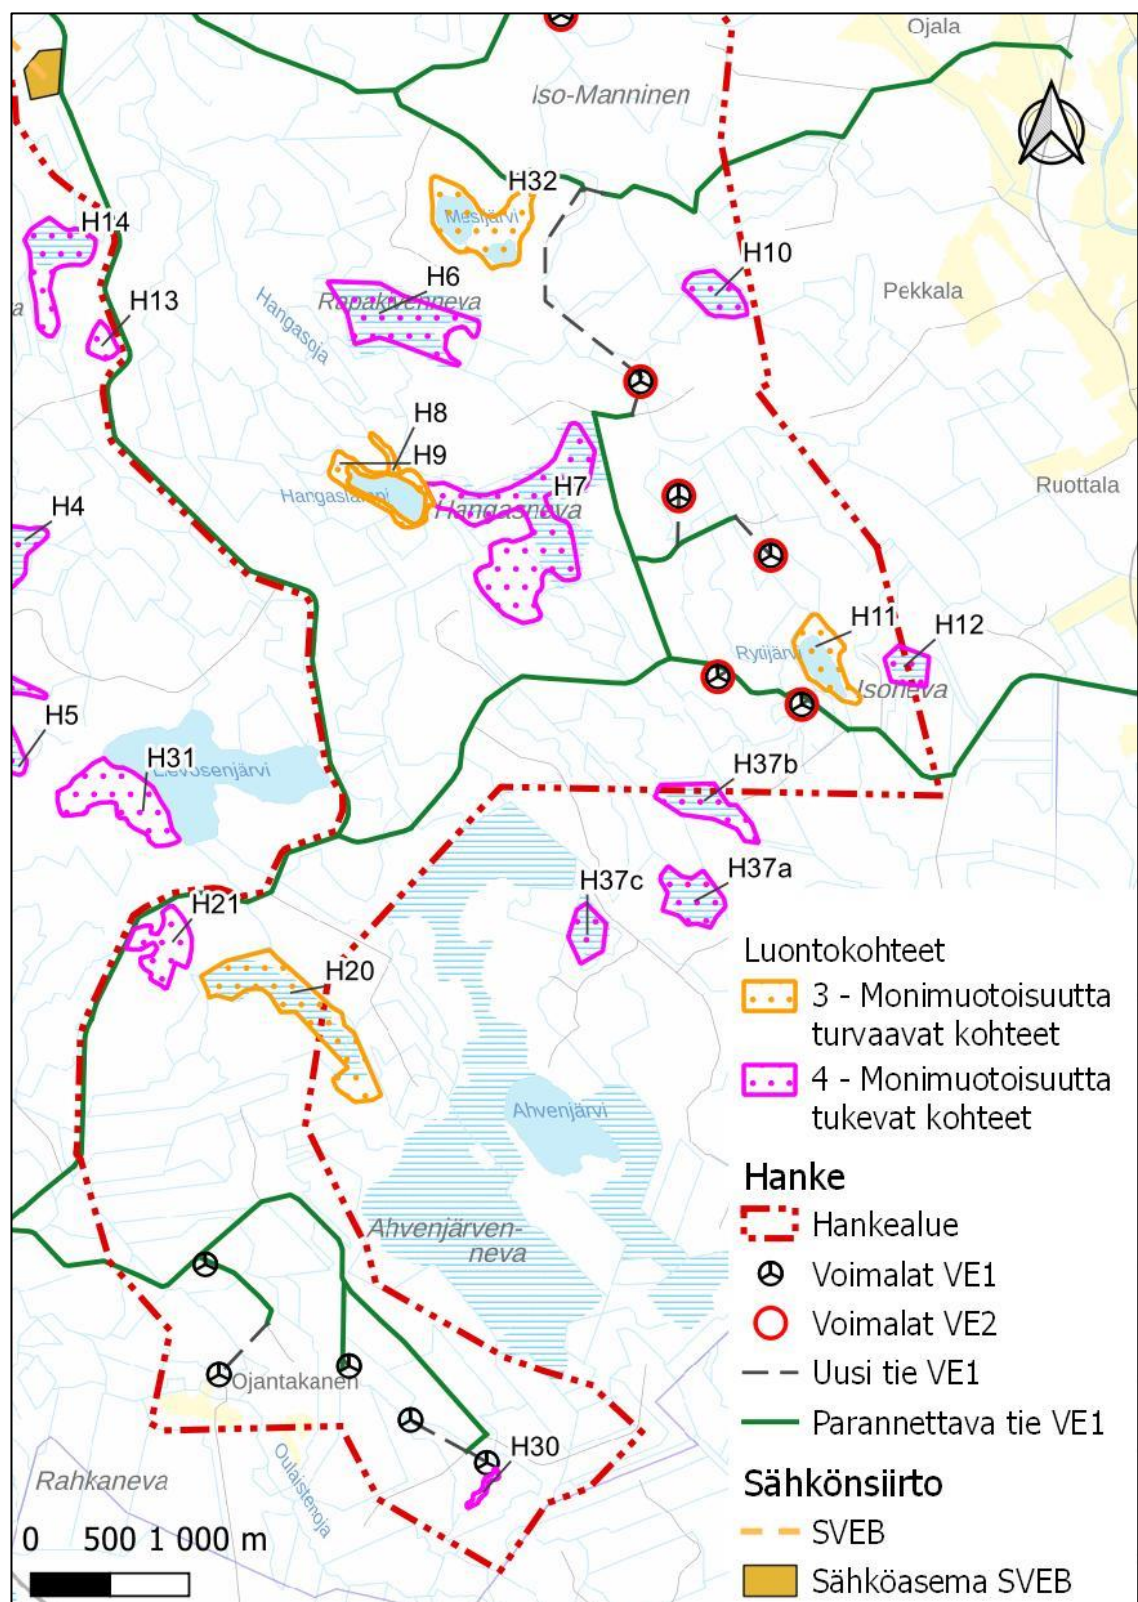 Ojala
Iso-Manninen
H32
Mesijärvi
H14
H10
H6
Pekkala
Rapakivenneva
H13
Hangasoja
H8
H9
H7
Ruottala
Hangaslampi
Hangasneva
H4
H11
H12
Rytijärvi
Isoneva
H5
H31
H37b
Lievosenjärvi
H37a
H37c
H21
H20
Ahvenjärvi
Ahvenjärven-
neva
Ojantakanen
H30
Oulaistenoja
Rahkaneva
0 500 1 000 m
Luontokohteet
3 - Monimuotoisuutta
turvaavat kohteet
4 - Monimuotoisuutta
tukevat kohteet
Hanke
Hankealue
Voimalat VE1
Voimalat VE2
Uusi tie VE1
Parannettava tie VE1
Sähkönsiirto
SVEB
Sähköasema SVEB